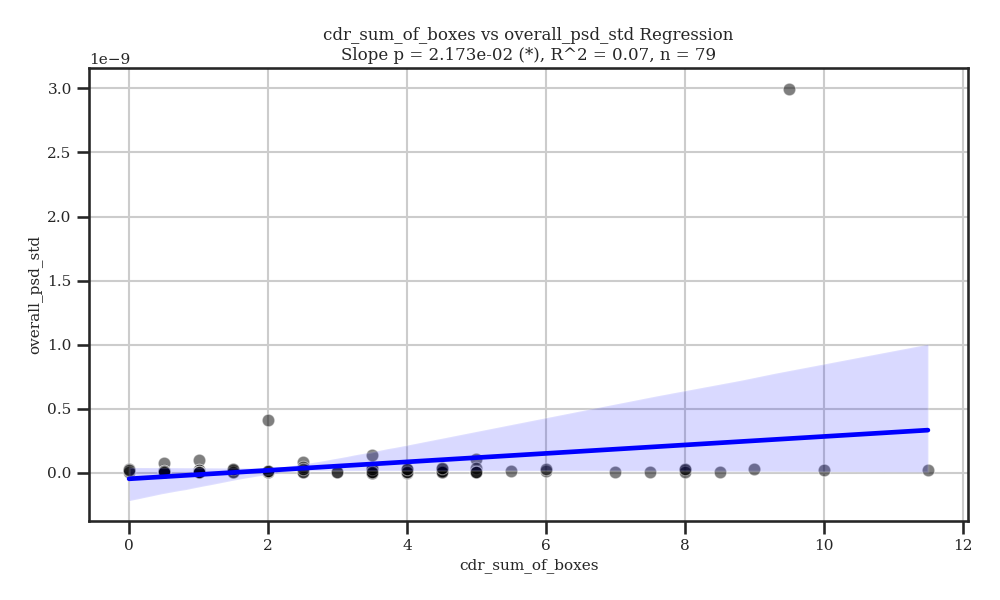 cdr_sum_of_boxes vs overall_psd_std Regression
Slope p = 2.173e-02 (*), R^2 = 0.07, n = 79
1e−9
3.0
2.5
2.0
1.5
1.0
0.5
0.0
overall_psd_std
0 2 4 6 8 10 12
cdr_sum_of_boxes